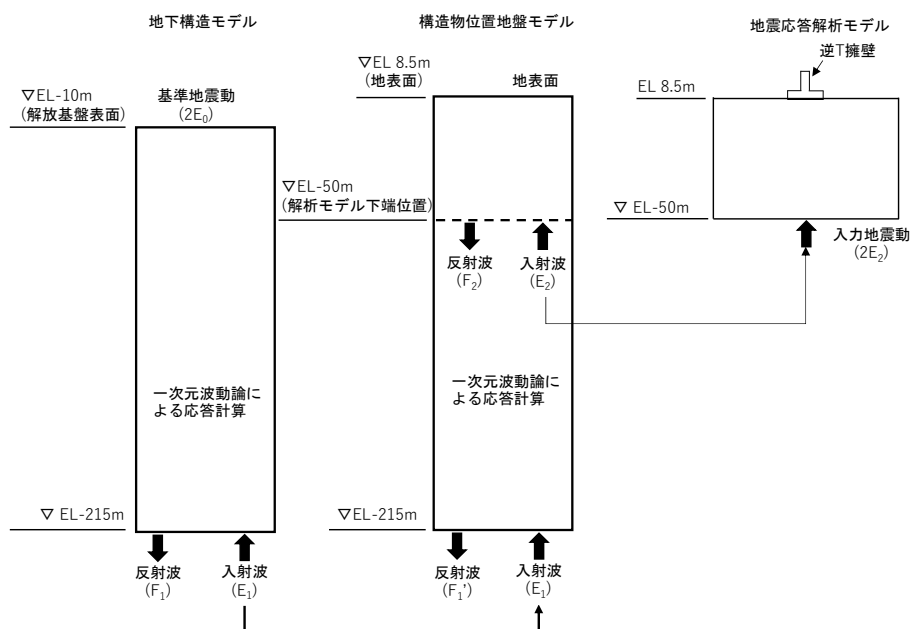 地下構造モデル
▽EL-10m
(解放基盤表面)
基準地震動
(2E₀)
一次元波動論に
よる応答計算
▽ EL-215m
反射波
(F₁)
入射波
(E₁)
構造物位置地盤モデル
▽EL 8.5m
(地表面)
地表面
▽EL-50m
(解析モデル下端位置)
反射波
(F₂)
入射波
(E₂)
一次元波動論に
よる応答計算
▽EL-215m
反射波
(F₁')
入射波
(E₁)
地震応答解析モデル
逆T擁壁
EL 8.5m
▽ EL-50m
入力地震動
(2E₂)